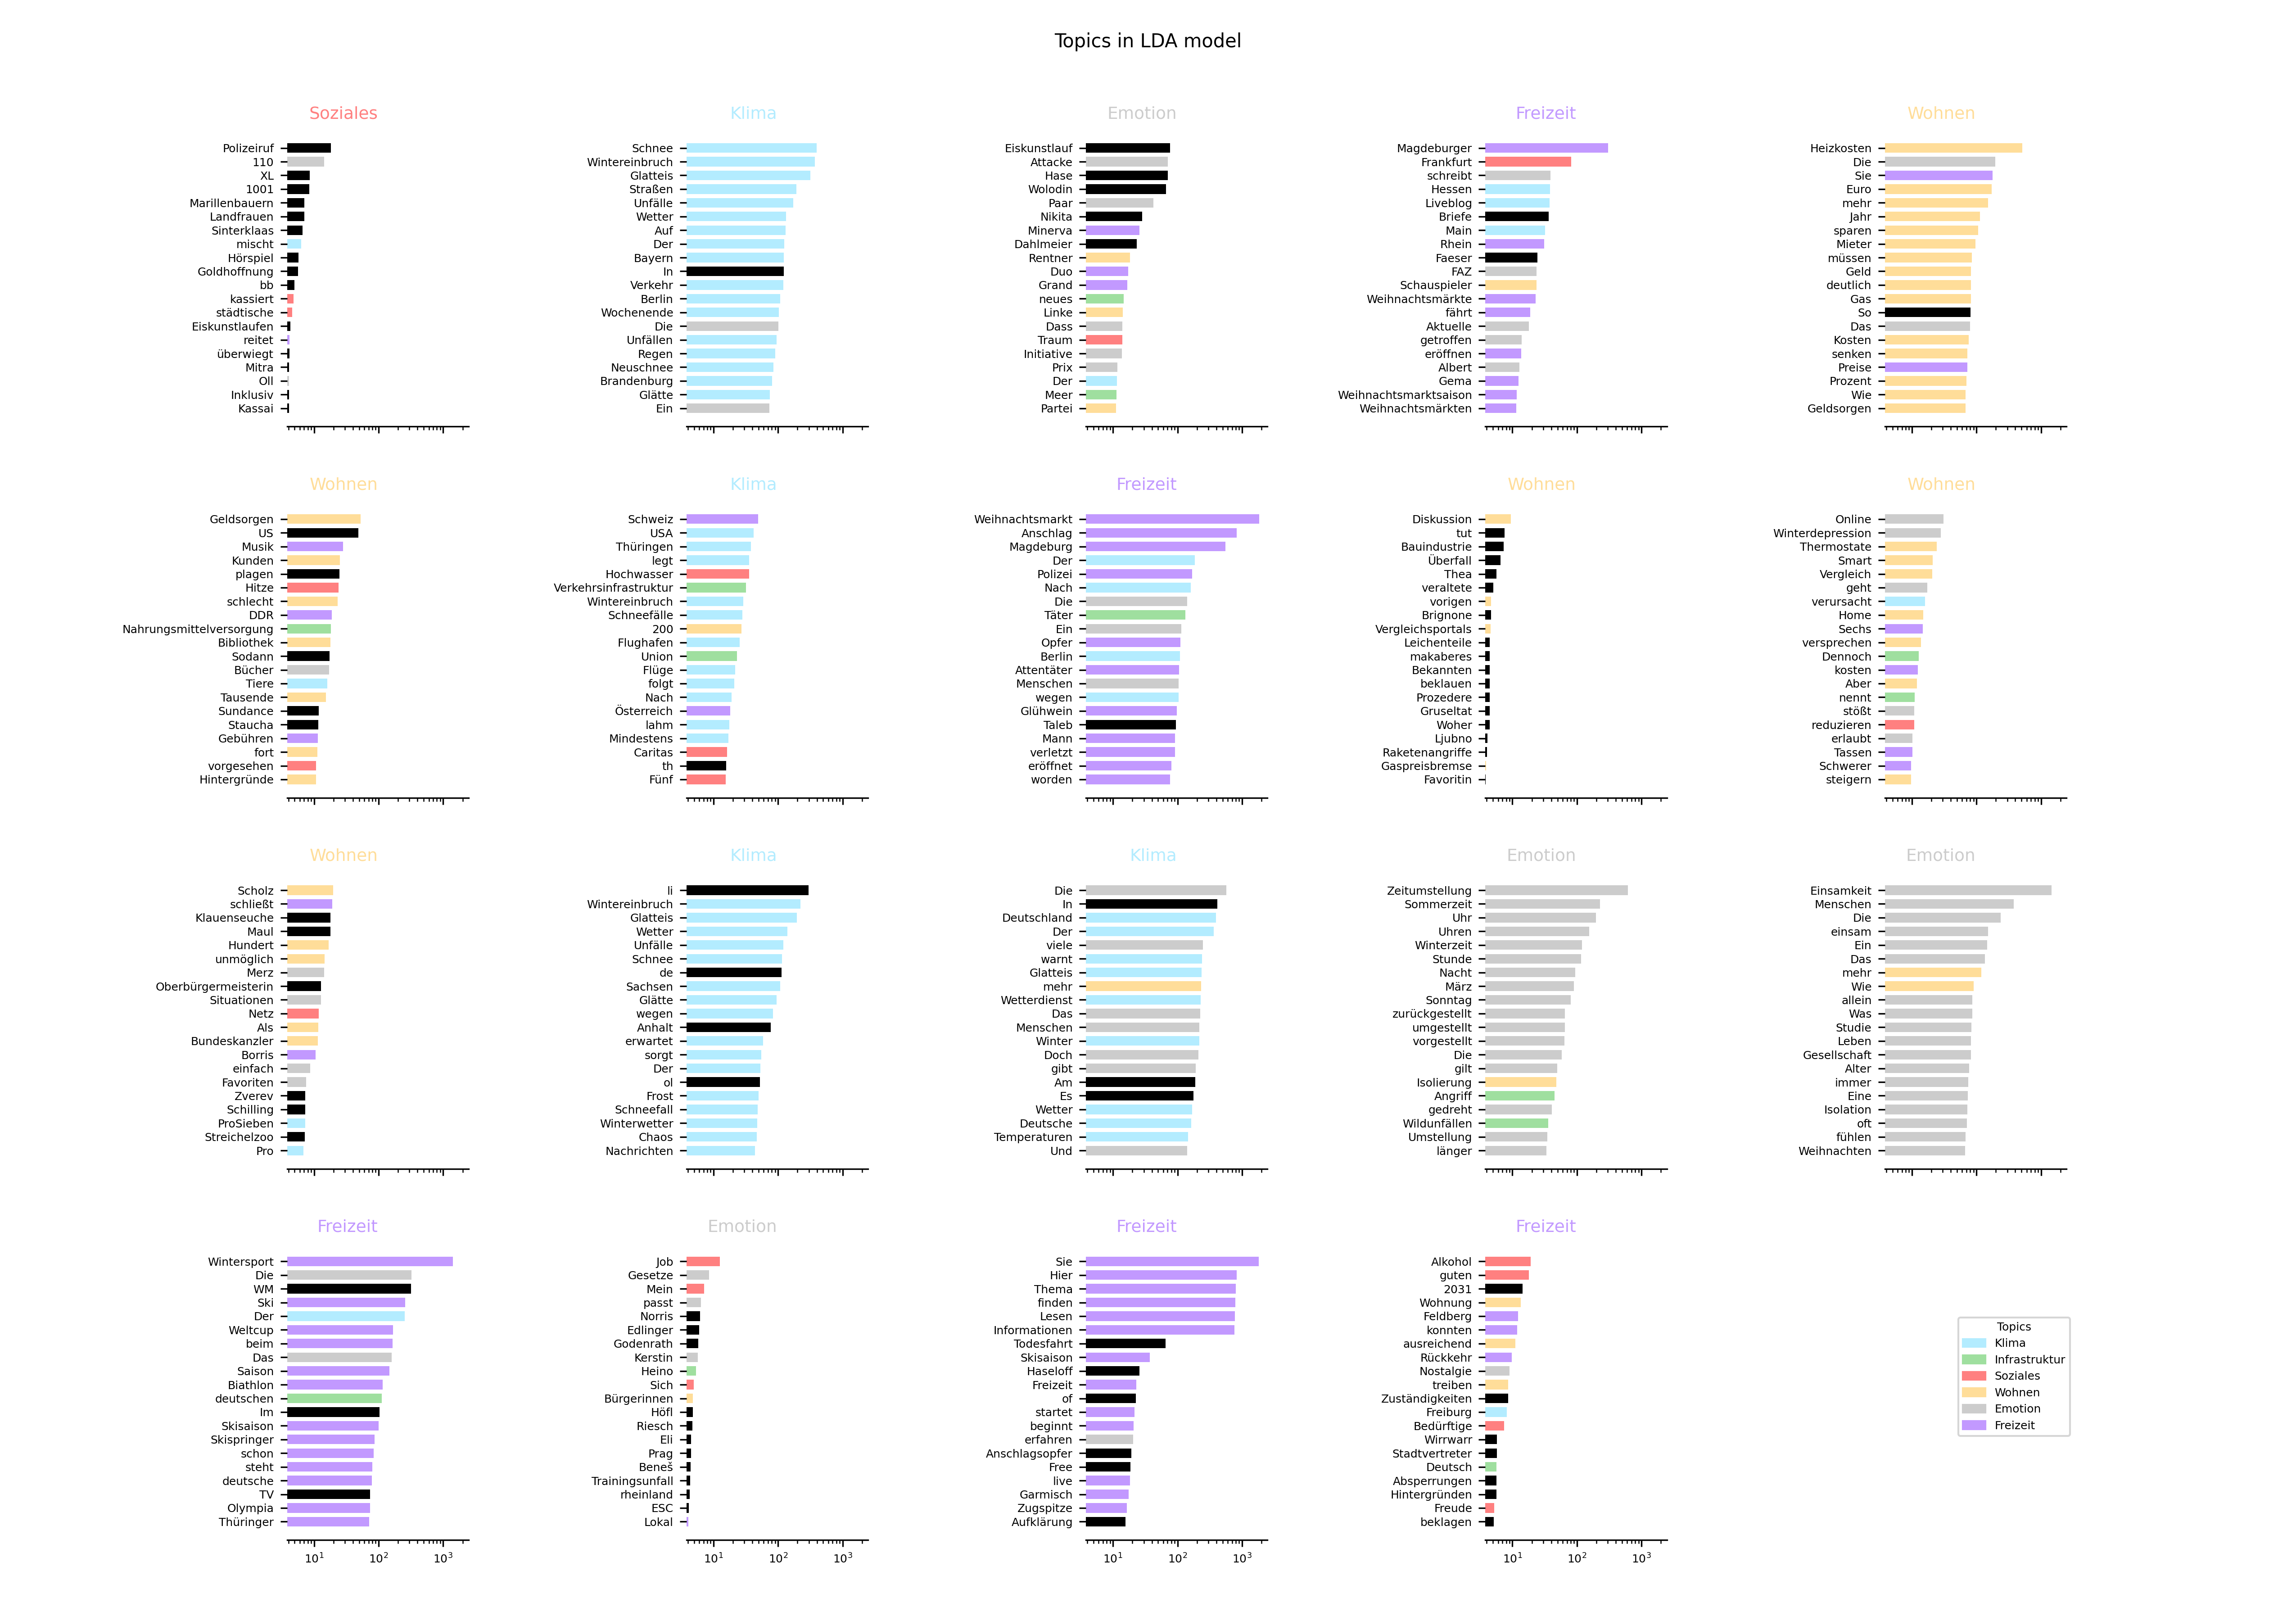 Topics in LDA model
Soziales
Polizeiruf
110
XL
1001
Marillenbauern
Landfrauen
Sinterklaas
mischt
Hörspiel
Goldhoffnung
bb
kassiert
städtische
Eiskunstlaufen
reitet
überwiegt
Mitra
Oll
Inklusiv
Kassai
Klima
Schnee
Wintereinbruch
Glatteis
Straßen
Unfälle
Wetter
Auf
Der
Bayern
In
Verkehr
Berlin
Wochenende
Die
Unfällen
Regen
Neuschnee
Brandenburg
Glätte
Ein
Emotion
Eiskunstlauf
Attacke
Hase
Wolodin
Paar
Nikita
Minerva
Dahlmeier
Rentner
Duo
Grand
neues
Linke
Dass
Traum
Initiative
Prix
Der
Meer
Partei
Freizeit
Magdeburger
Frankfurt
schreibt
Hessen
Liveblog
Briefe
Main
Rhein
Faeser
FAZ
Schauspieler
Weihnachtsmärkte
fährt
Aktuelle
getroffen
eröffnen
Albert
Gema
Weihnachtsmarktsaison
Weihnachtsmärkten
Wohnen
Heizkosten
Die
Sie
Euro
mehr
Jahr
sparen
Mieter
müssen
Geld
deutlich
Gas
So
Das
Kosten
senken
Preise
Prozent
Wie
Geldsorgen
Wohnen
Geldsorgen
US
Musik
Kunden
plagen
Hitze
schlecht
DDR
Nahrungsmittelversorgung
Bibliothek
Sodann
Bücher
Tiere
Tausende
Sundance
Staucha
Gebühren
fort
vorgesehen
Hintergründe
Klima
Schweiz
USA
Thüringen
legt
Hochwasser
Verkehrsinfrastruktur
Wintereinbruch
Schneefälle
200
Flughafen
Union
Flüge
folgt
Nach
Österreich
lahm
Mindestens
Caritas
th
Fünf
Freizeit
Weihnachtsmarkt
Anschlag
Magdeburg
Der
Polizei
Nach
Die
Täter
Ein
Opfer
Berlin
Attentäter
Menschen
wegen
Glühwein
Taleb
Mann
verletzt
eröffnet
worden
Wohnen
Diskussion
tut
Bauindustrie
Überfall
Thea
veraltete
vorigen
Brignone
Vergleichsportals
Leichenteile
makaberes
Bekannten
beklauen
Prozedere
Gruseltat
Woher
Ljubno
Raketenangriffe
Gaspreisbremse
Favoritin
Wohnen
Online
Winterdepression
Thermostate
Smart
Vergleich
geht
verursacht
Home
Sechs
versprechen
Dennoch
kosten
Aber
nennt
stößt
reduzieren
erlaubt
Tassen
Schwerer
steigern
Wohnen
Scholz
schließt
Klauenseuche
Maul
Hundert
unmöglich
Merz
Oberbürgermeisterin
Situationen
Netz
Als
Bundeskanzler
Borris
einfach
Favoriten
Zverev
Schilling
ProSieben
Streichelzoo
Pro
Klima
li
Wintereinbruch
Glatteis
Wetter
Unfälle
Schnee
de
Sachsen
Glätte
wegen
Anhalt
erwartet
sorgt
Der
ol
Frost
Schneefall
Winterwetter
Chaos
Nachrichten
Klima
Die
In
Deutschland
Der
viele
warnt
Glatteis
mehr
Wetterdienst
Das
Menschen
Winter
Doch
gibt
Am
Es
Wetter
Deutsche
Temperaturen
Und
Emotion
Zeitumstellung
Sommerzeit
Uhr
Uhren
Winterzeit
Stunde
Nacht
März
Sonntag
zurückgestellt
umgestellt
vorgestellt
Die
gilt
Isolierung
Angriff
gedreht
Wildunfällen
Umstellung
länger
Emotion
Einsamkeit
Menschen
Die
einsam
Ein
Das
mehr
Wie
allein
Was
Studie
Leben
Gesellschaft
Alter
immer
Eine
Isolation
oft
fühlen
Weihnachten
Freizeit
Wintersport
Die
WM
Ski
Der
Weltcup
beim
Das
Saison
Biathlon
deutschen
Im
Skisaison
Skispringer
schon
steht
deutsche
TV
Olympia
Thüringer
10¹ 10² 10³
Emotion
Job
Gesetze
Mein
passt
Norris
Edlinger
Godenrath
Kerstin
Heino
Sich
Bürgerinnen
Höfl
Riesch
Eli
Prag
Beneš
Trainingsunfall
rheinland
ESC
Lokal
10¹ 10² 10³
Freizeit
Sie
Hier
Thema
finden
Lesen
Informationen
Todesfahrt
Skisaison
Haseloff
Freizeit
of
startet
beginnt
erfahren
Anschlagsopfer
Free
live
Garmisch
Zugspitze
Aufklärung
10¹ 10² 10³
Freizeit
Alkohol
guten
2031
Wohnung
Feldberg
konnten
ausreichend
Rückkehr
Nostalgie
treiben
Zuständigkeiten
Freiburg
Bedürftige
Wirrwarr
Stadtvertreter
Deutsch
Absperrungen
Hintergründen
Freude
beklagen
10¹ 10² 10³
Topics
Klima
Infrastruktur
Soziales
Wohnen
Emotion
Freizeit